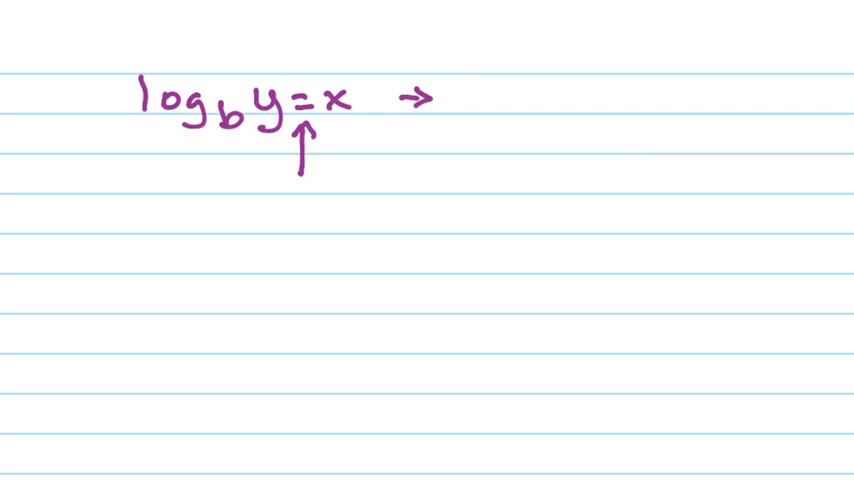 log_b y = x →
↑